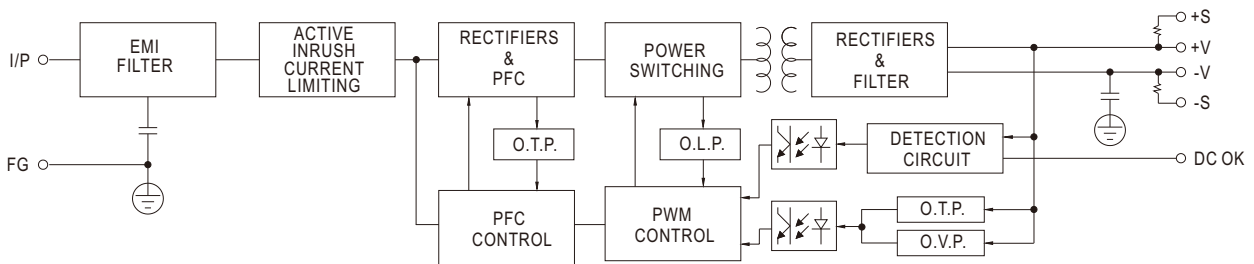 I/P
EMI
FILTER
ACTIVE
INRUSH
CURRENT
LIMITING
RECTIFIERS
&
PFC
POWER
SWITCHING
RECTIFIERS
&
FILTER
+S
+V
-V
-S
FG
O.T.P.
O.L.P.
DETECTION
CIRCUIT
DC OK
PFC
CONTROL
PWM
CONTROL
O.T.P.
O.V.P.